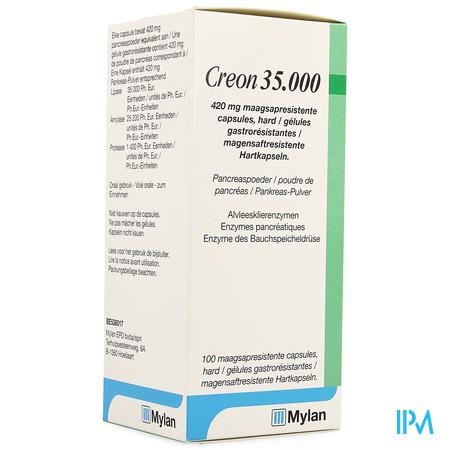 Elke capsule bevat 420 mg
pancreaspoeder equivalent aan / Une
gélule gastrorésistante contient 420 mg
de poudre de pancréas correspondant à /
Eine Kapsel enthält 420 mg
Pankreas-Pulver entsprechend
Lipase 35 000 Ph. Eur.
Eenheden / unités de Ph. Eur. /
Ph. Eur.-Einheiten
Amylase 25 200 Ph. Eur. Eenheden /
unités de Ph. Eur. /
Ph. Eur.-Einheiten
Protease 1 400 Ph. Eur. Eenheden /
unités de Ph. Eur. /
Ph. Eur.-Einheiten
Oraal gebruik - Voie orale - zum
Einnehmen
Niet kauwen op de capsules.
Ne pas mâcher les gélules.
Kapseln nicht kauen.
Lees voor het gebruik de bijsluiter.
Lire la notice avant utilisation.
Packungsbeilage beachten.
BE536017
Mylan EPD bvba/sprl
Terhulpsesteenweg, 6A
B-1560 Hoeilaart
Creon 35.000
420 mg maagsapresistente
capsules, hard / gélules
gastrorésistantes /
magensaftresistente
Hartkapseln.
Pancreaspoeder / poudre de
pancréas / Pankreas-Pulver
Alvleesklierenzymen
Enzymes pancréatiques
Enzyme des Bauchspeicheldrüse
100 maagsapresistente capsules,
hard / gélules gastrorésistantes /
magensaftresistente Hartkapseln.
Mylan
Mylan
IPM